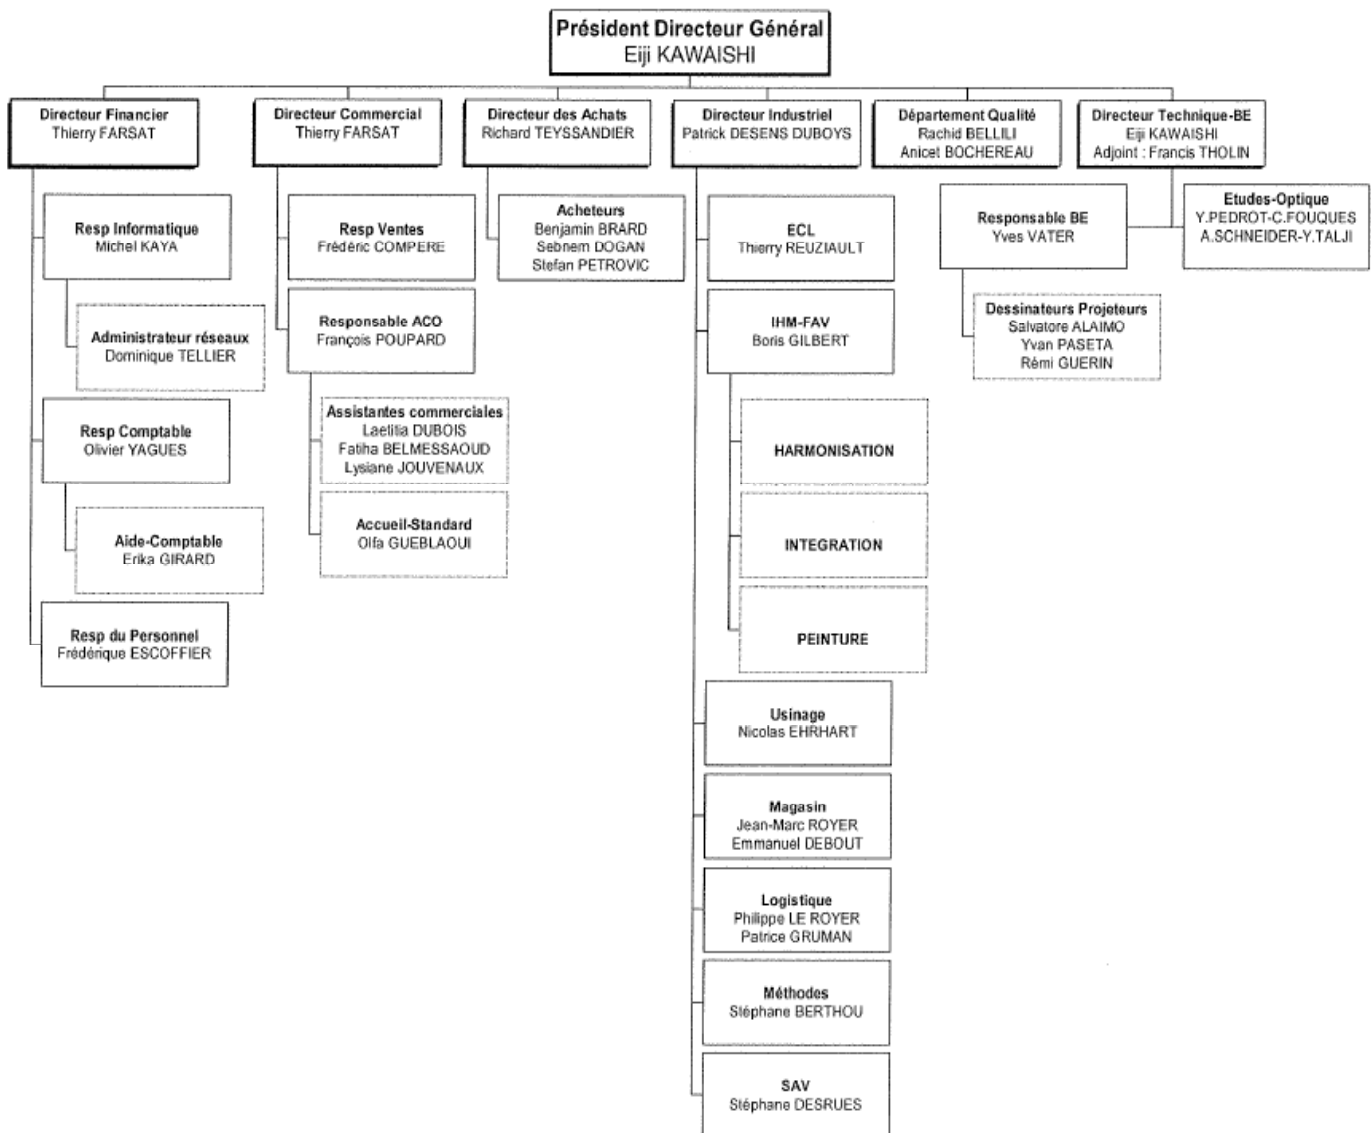 Président Directeur Général
Eiji KAWAISHI
Directeur Financier
Thierry FARSAT
Directeur Commercial
Thierry FARSAT
Directeur des Achats
Richard TEYSSANDIER
Directeur Industriel
Patrick DESENS DUBOYS
Département Qualité
Rachid BELLILI
Anicet BOCHEREAU
Directeur Technique-BE
Eiji KAWAISHI
Adjoint : Francis THOLIN
Resp Informatique
Michel KAYA
Administrateur réseaux
Dominique TELLIER
Resp Comptable
Olivier YAGUES
Aide-Comptable
Erika GIRARD
Resp du Personnel
Frédérique ESCOFFIER
Resp Ventes
Frédéric COMPERE
Responsable ACO
François POUPARD
Assistantes commerciales
Laetitia DUBOIS
Fatiha BELMESSAOUD
Lysiane JOUVENAUX
Accueil-Standard
Olfa GUEBLAOUI
Acheteurs
Benjamin BRARD
Sebnem DOGAN
Stefan PETROVIC
ECL
Thierry REUZIAULT
IHM-FAV
Boris GILBERT
HARMONISATION
INTEGRATION
PEINTURE
Usinage
Nicolas EHRHART
Magasin
Jean-Marc ROYER
Emmanuel DEBOUT
Logistique
Philippe LE ROYER
Patrice GRUMAN
Méthodes
Stéphane BERTHOU
SAV
Stéphane DESRUES
Responsable BE
Yves VATER
Dessinateurs Projeteurs
Salvatore ALAIMO
Yvan PASETA
Rémi GUERIN
Etudes-Optique
Y.PEDROT-C.FOUQUES
A.SCHNEIDER-Y.TALJI